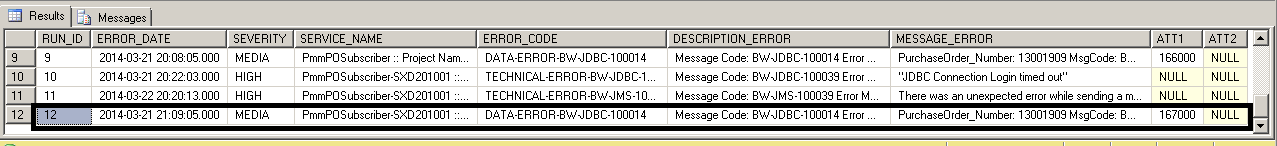 Results Messages
RUN_ID ERROR_DATE SEVERITY SERVICE_NAME ERROR_CODE DESCRIPTION_ERROR MESSAGE_ERROR ATT1 ATT2
9 9 2014-03-21 20:08:05.000 MEDIA PmmPOSubscriber :: Project Nam... DATA-ERROR-BW-JDBC-100014 Message Code: BW-JDBC-100014 Error ... PurchaseOrder_Number: 13001909 MsgCode: B... 166000 NULL
10 10 2014-03-21 20:22:03.000 HIGH PmmPOSubscriber-SXD201001 ::... TECHNICAL-ERROR-BW-JDBC-1... Message Code: BW-JDBC-100039 Error ... "JDBC Connection Login timed out" NULL NULL
11 11 2014-03-22 20:20:13.000 HIGH PmmPOSubscriber-SXD201001 ::... TECHNICAL-ERROR-BW-JMS-10... Message Code: BW-JMS-100039 Error M... There was an unexpected error while sending a m... NULL NULL
12 12 2014-03-21 21:09:05.000 MEDIA PmmPOSubscriber-SXD201001 ::... DATA-ERROR-BW-JDBC-100014 Message Code: BW-JDBC-100014 Error ... PurchaseOrder_Number: 13001909 MsgCode: B... 167000 NULL